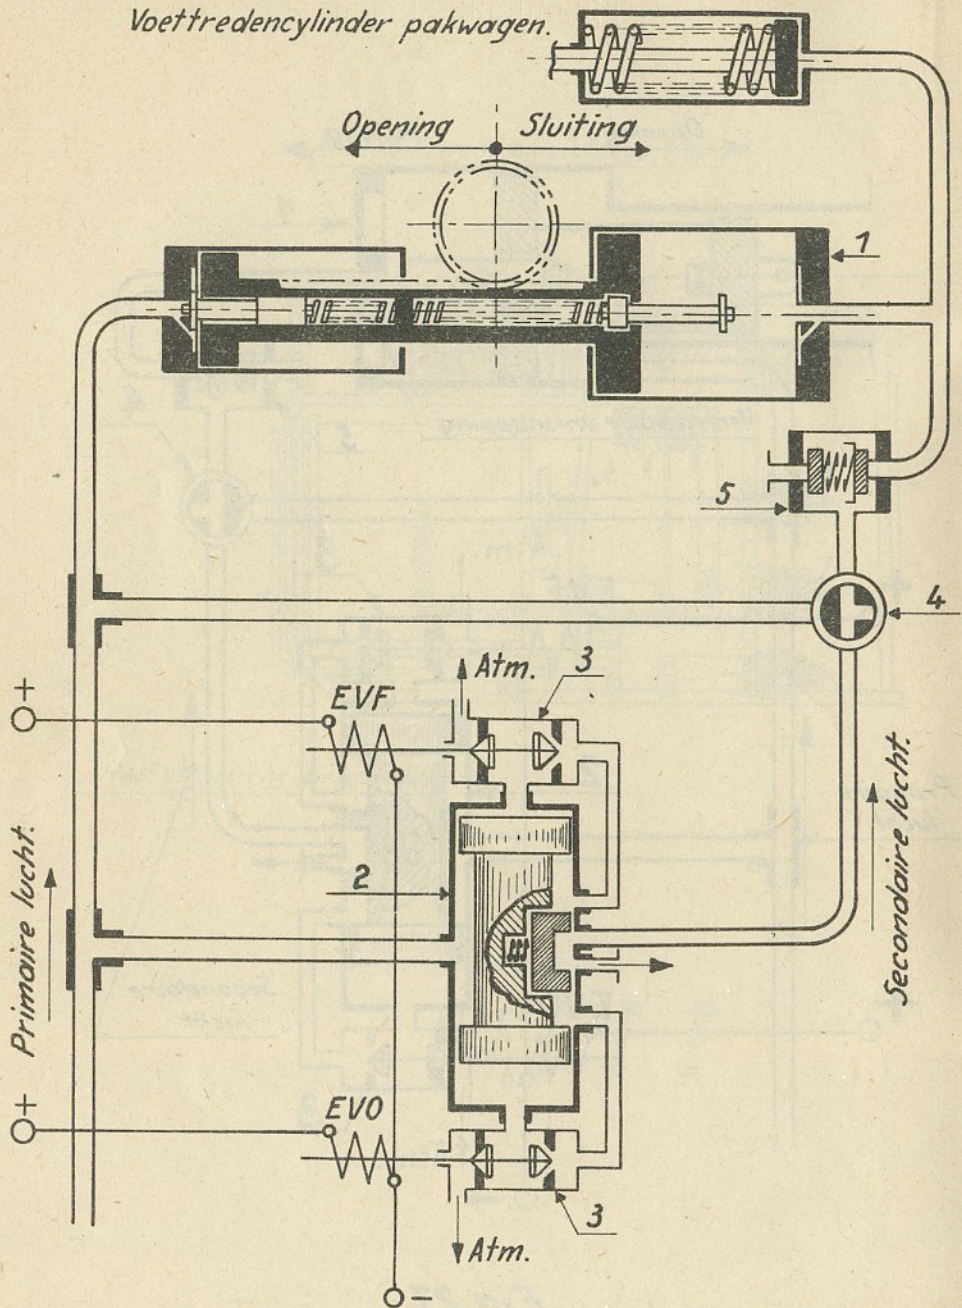 Voettredencylinder pakwagen.
Opening Sluiting
1
5
4
Atm.
3
+
EVF
2
Primaire lucht.
Secondaire lucht.
+
EVO
3
Atm.
-